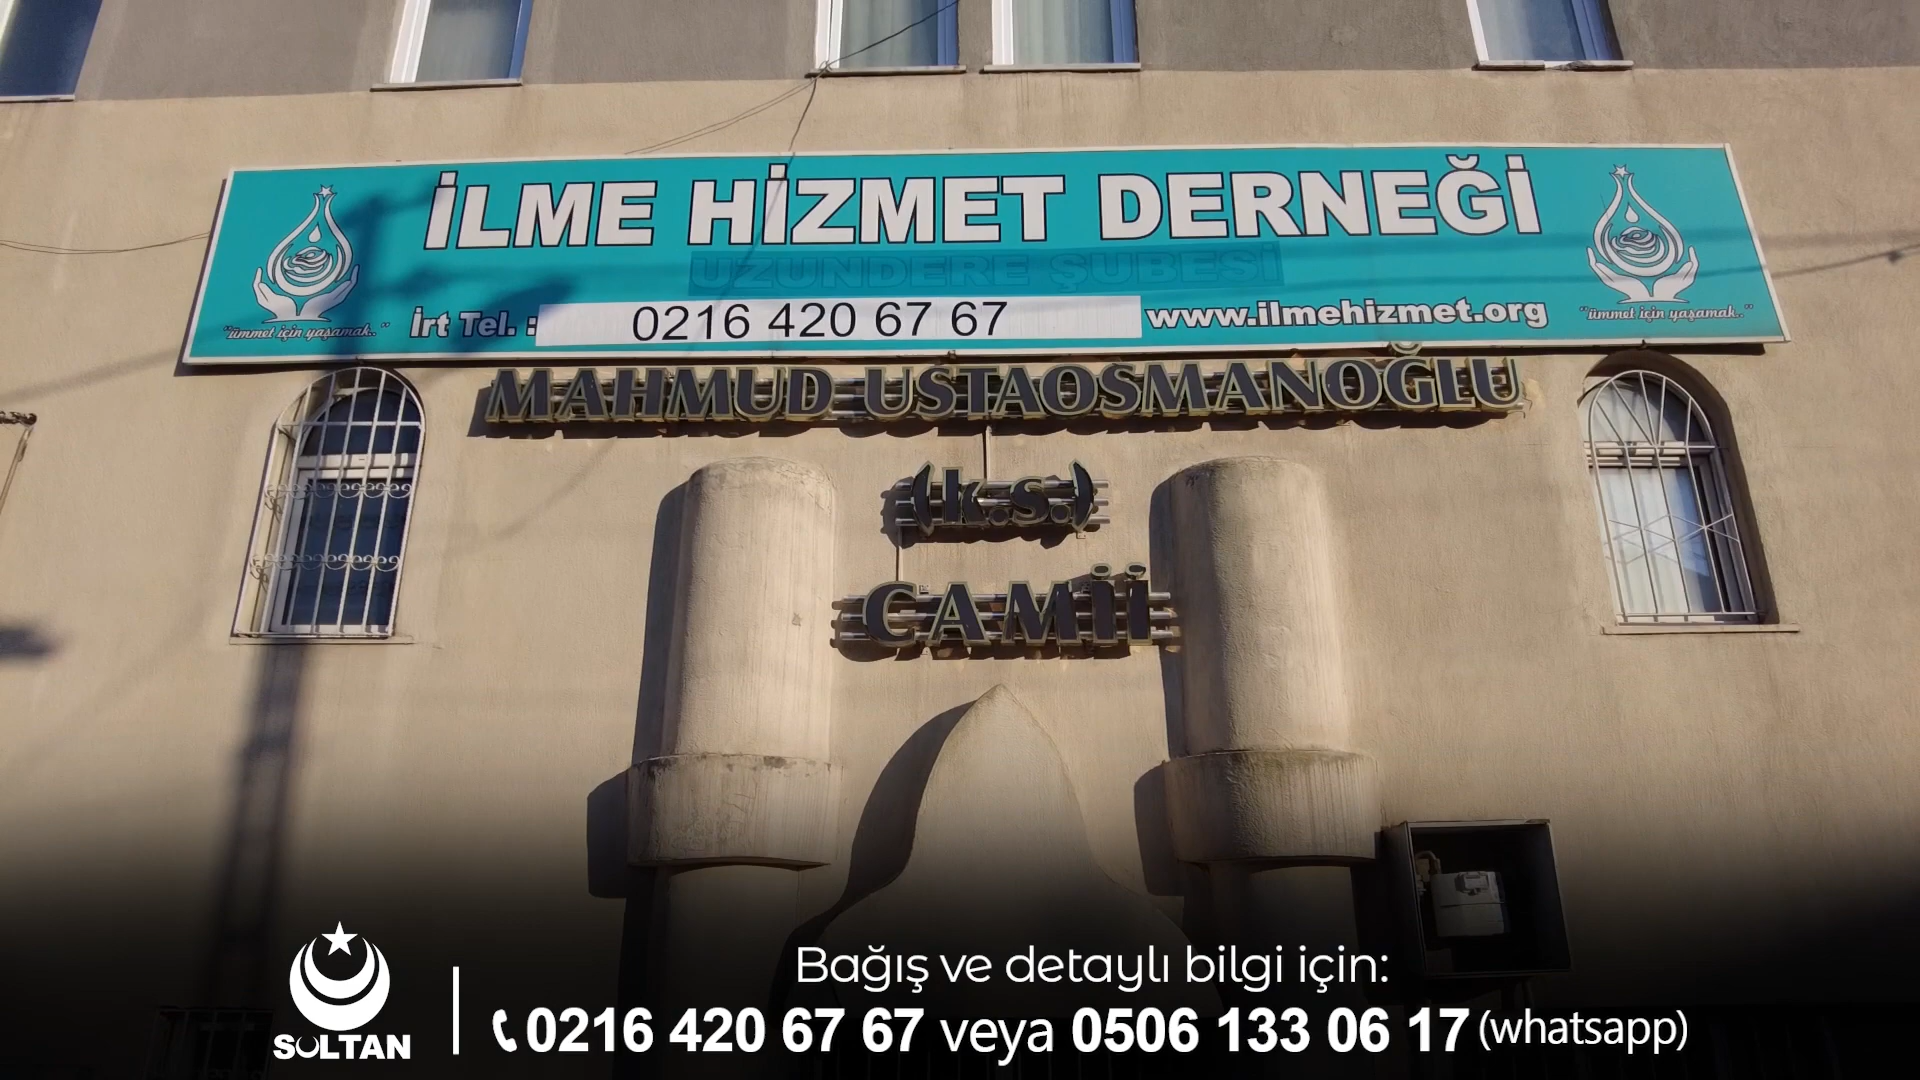 İLME HİZMET DERNEĞİ
UZUNDERE ŞUBESİ
"ümmet için yaşamak.."
İrt Tel. : 0216 420 67 67
www.ilmehizmet.org
"ümmet için yaşamak.."
MAHMUD USTAOSMANOĞLU
(k.s.)
CAMİİ
SULTAN
Bağış ve detaylı bilgi için:
0216 420 67 67 veya 0506 133 06 17 (whatsapp)